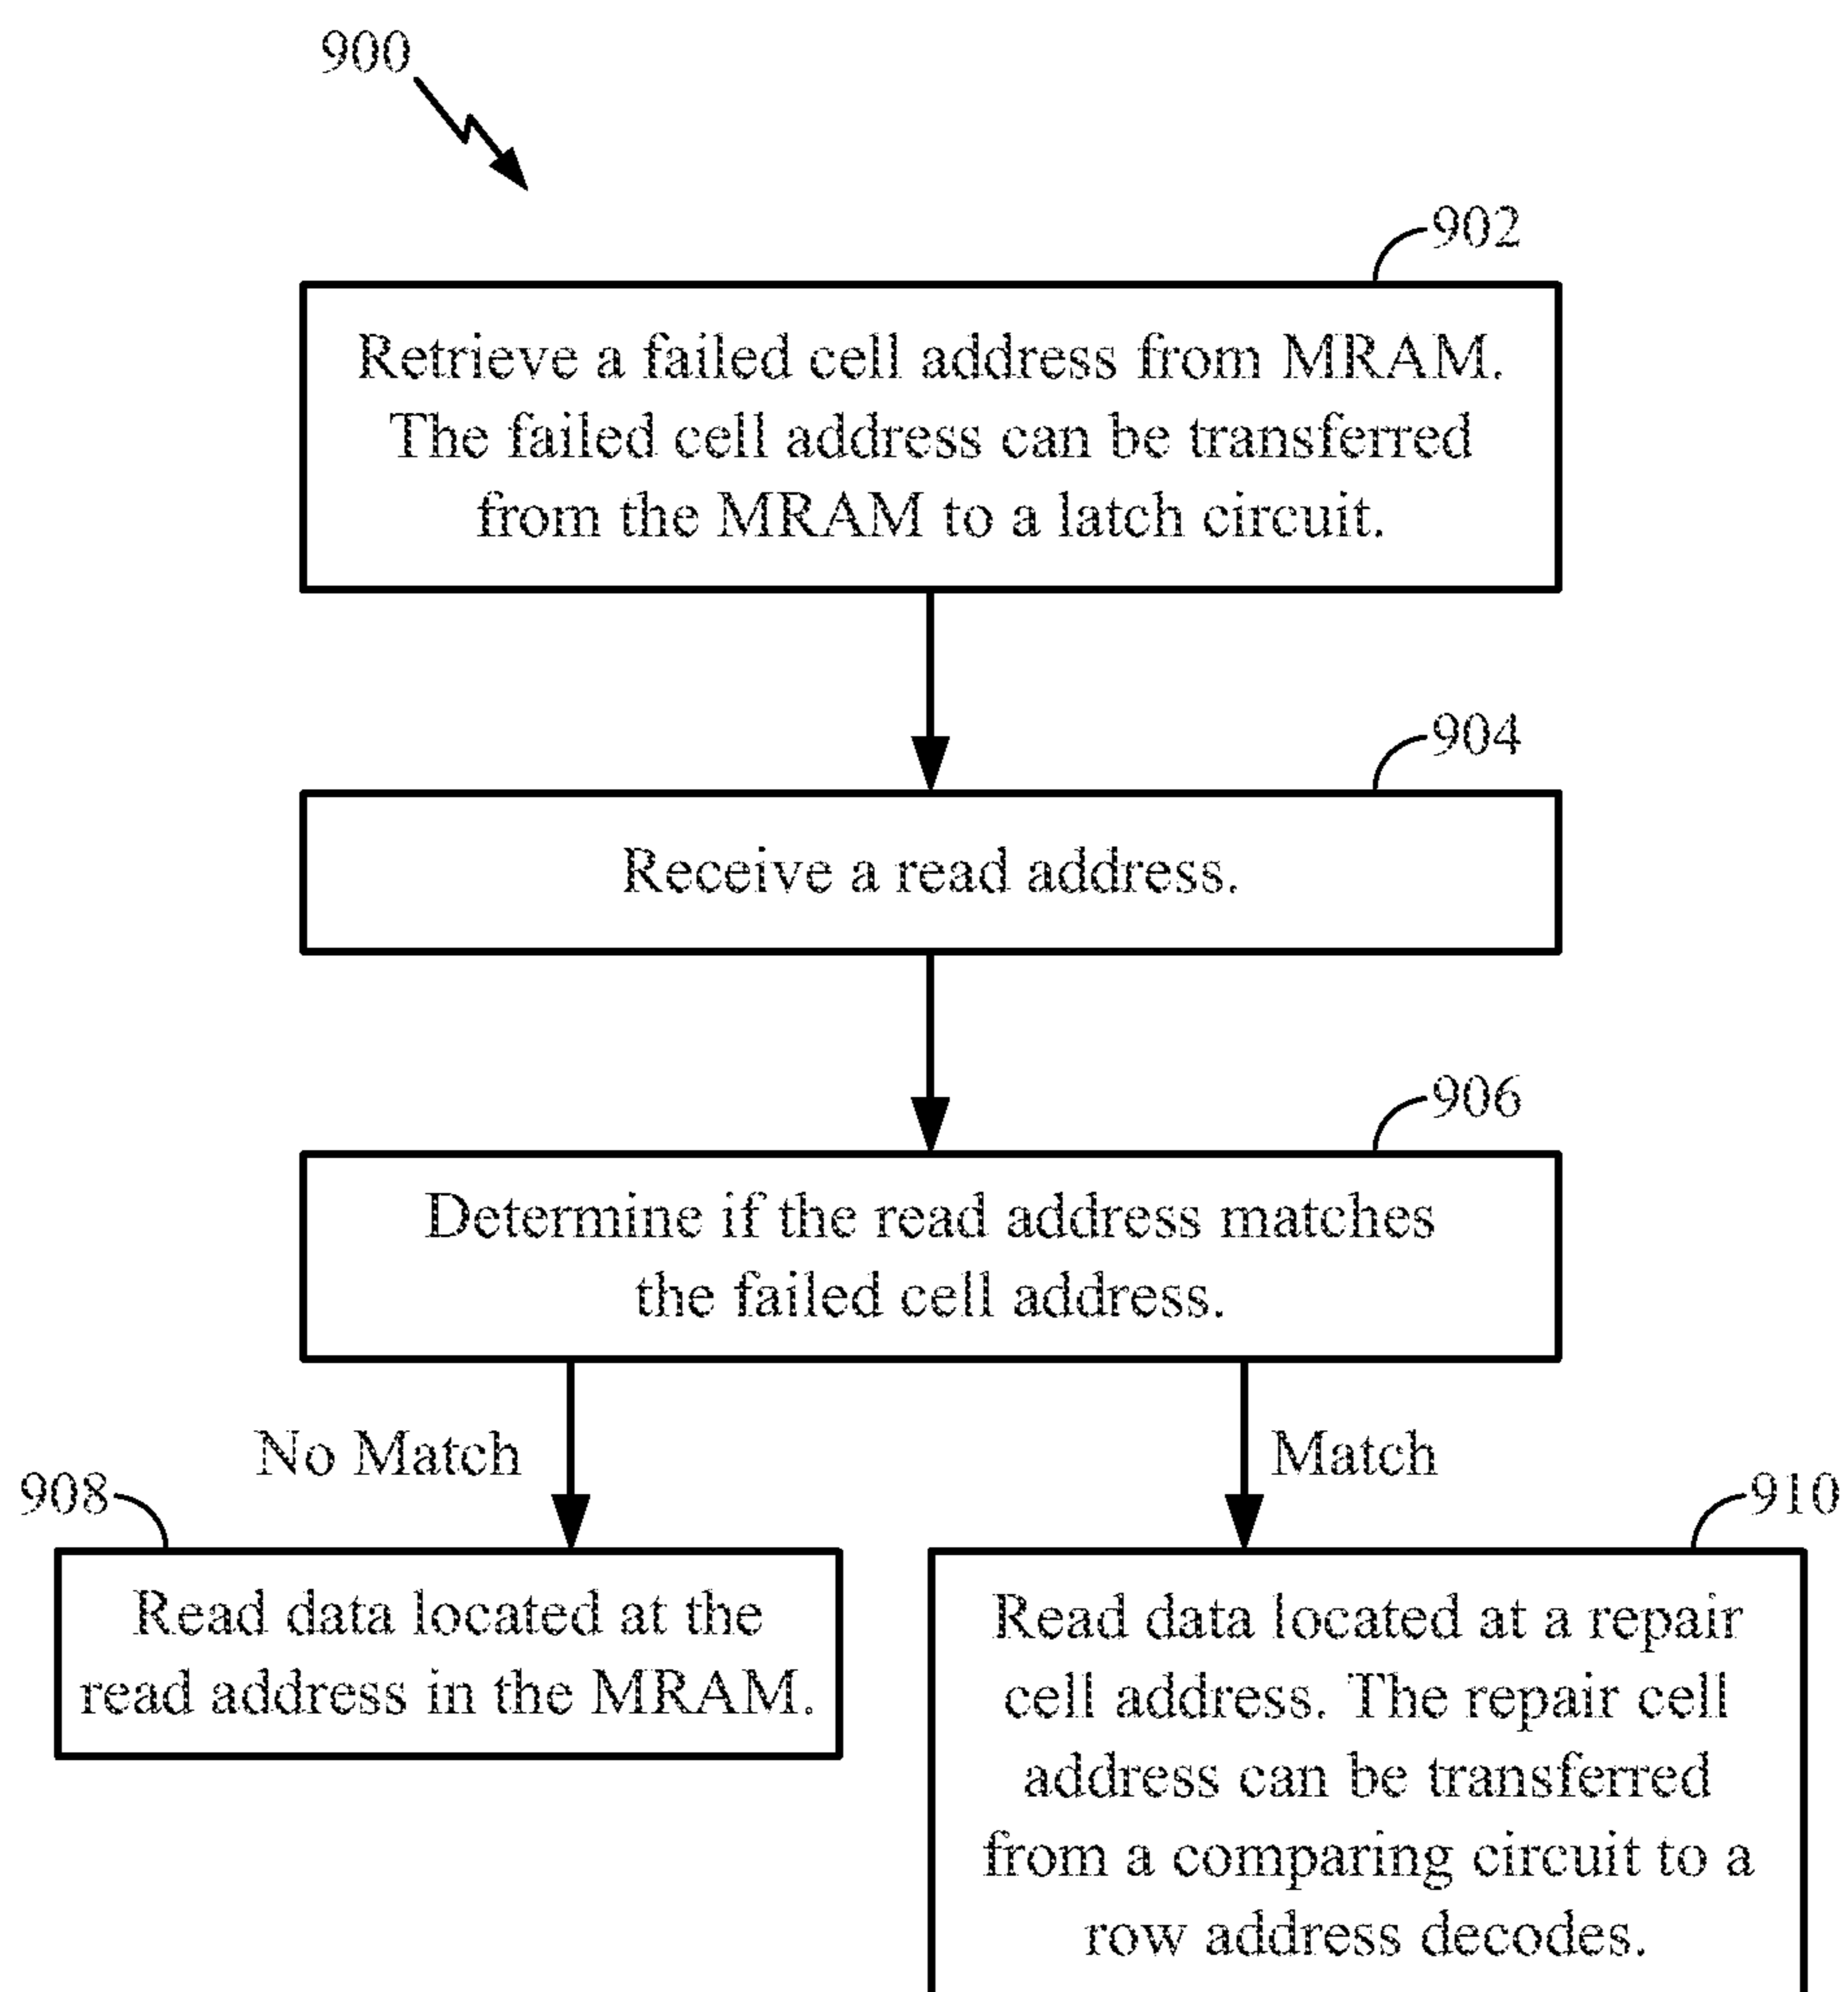 900
902
Retrieve a failed cell address from MRAM.
The failed cell address can be transferred
from the MRAM to a latch circuit.
904
Receive a read address.
906
Determine if the read address matches
the failed cell address.
No Match
Match
908
910
Read data located at the
read address in the MRAM.
Read data located at a repair
cell address. The repair cell
address can be transferred
from a comparing circuit to a
row address decodes.